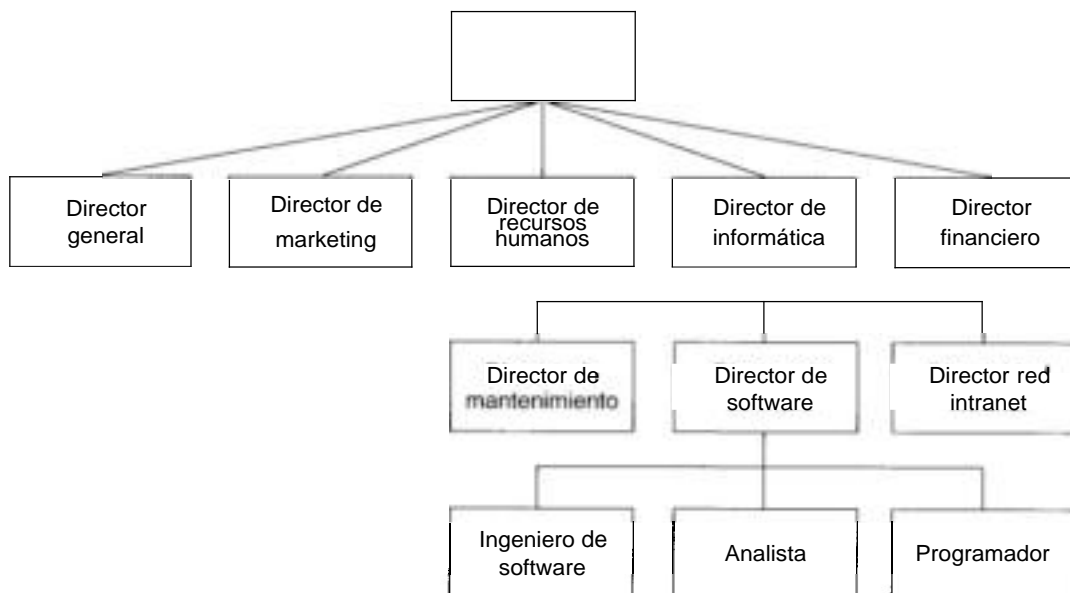 Director
general
Director de
marketing
Director de
recursos
humanos
Director de
informática
Director
financiero
Director de
mantenimiento
Director de
software
Director red
intranet
Ingeniero de
software
Analista
Programador